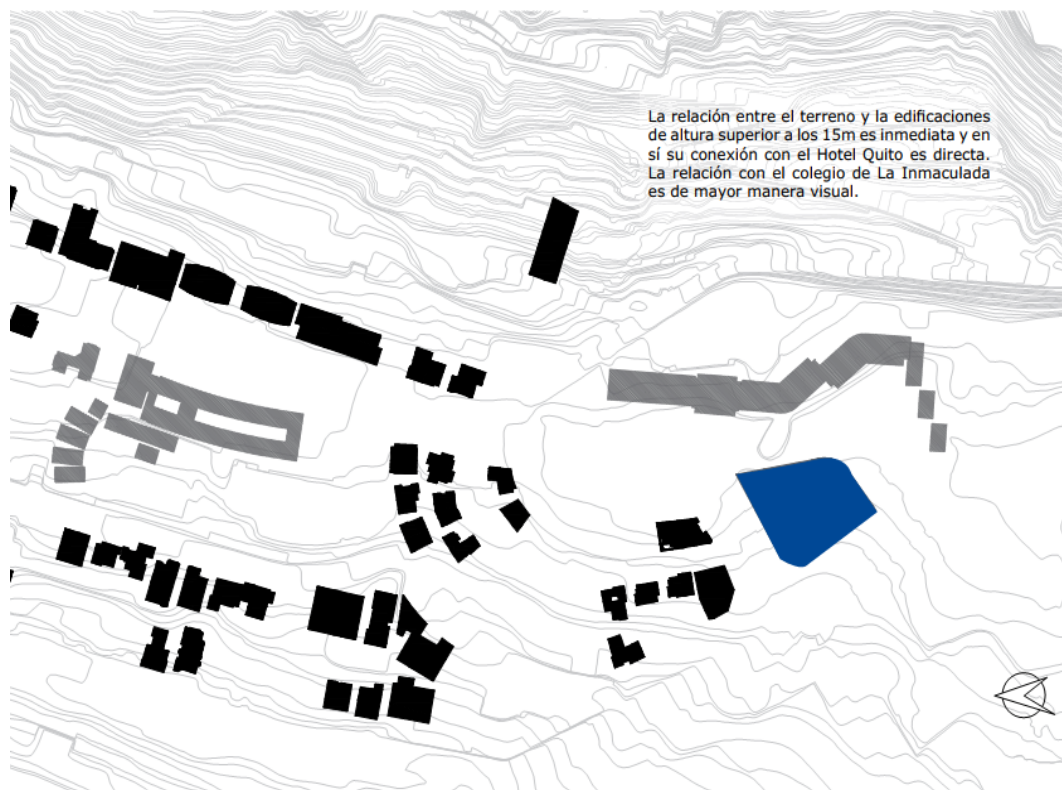 La relación entre el terreno y la edificaciones
de altura superior a los 15m es inmediata y en
sí su conexión con el Hotel Quito es directa.
La relación con el colegio de La Inmaculada
es de mayor manera visual.